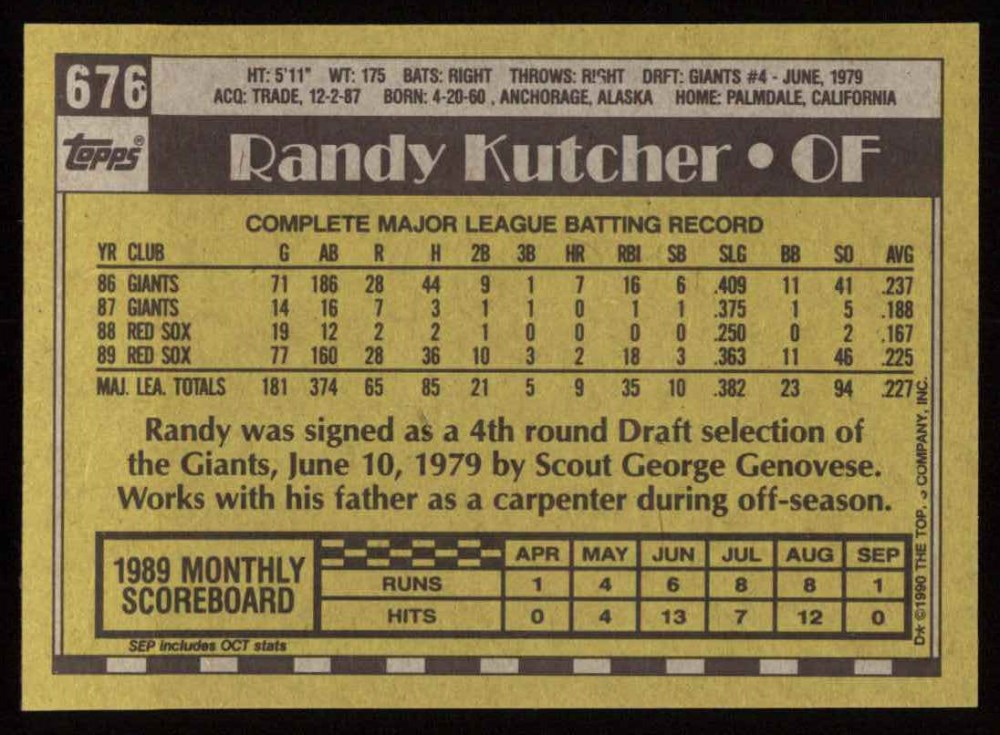 676
HT: 5'11" WT: 175 BATS: RIGHT THROWS: RIGHT DRFT: GIANTS #4 - JUNE, 1979
ACQ: TRADE, 12-2-87 BORN: 4-20-60 , ANCHORAGE, ALASKA HOME: PALMDALE, CALIFORNIA
topps®
Randy Kutcher • OF
COMPLETE MAJOR LEAGUE BATTING RECORD
YR CLUB G AB R H 2B 3B HR RBI SB SLG BB SO AVG
86 GIANTS 71 186 28 44 9 1 7 16 6 .409 11 41 .237
87 GIANTS 14 16 7 3 1 1 0 1 1 .375 1 5 .188
88 RED SOX 19 12 2 2 1 0 0 0 0 .250 0 2 .167
89 RED SOX 77 160 28 36 10 3 2 18 3 .363 11 46 .225
MAJ. LEA. TOTALS 181 374 65 85 21 5 9 35 10 .382 23 94 .227
Randy was signed as a 4th round Draft selection of
the Giants, June 10, 1979 by Scout George Genovese.
Works with his father as a carpenter during off-season.
1989 MONTHLY
SCOREBOARD
APR MAY JUN JUL AUG SEP
RUNS 1 4 6 8 8 1
HITS 0 4 13 7 12 0
SEP includes OCT stats
D* ©1990 THE TOP, S COMPANY, INC.